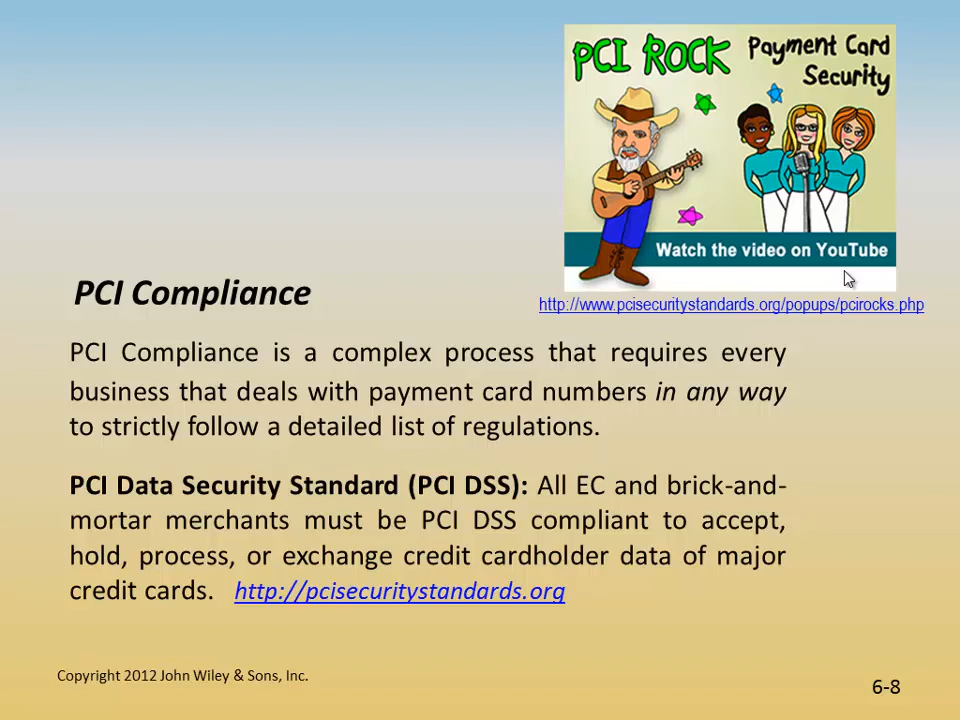 PCI ROCK Payment Card
Security
Watch the video on YouTube
PCI Compliance
http://www.pcisecuritystandards.org/popups/pcirocks.php
PCI Compliance is a complex process that requires every
business that deals with payment card numbers in any way
to strictly follow a detailed list of regulations.
PCI Data Security Standard (PCI DSS): All EC and brick-and-
mortar merchants must be PCI DSS compliant to accept,
hold, process, or exchange credit cardholder data of major
credit cards. http://pcisecuritystandards.org
Copyright 2012 John Wiley & Sons, Inc.
6-8